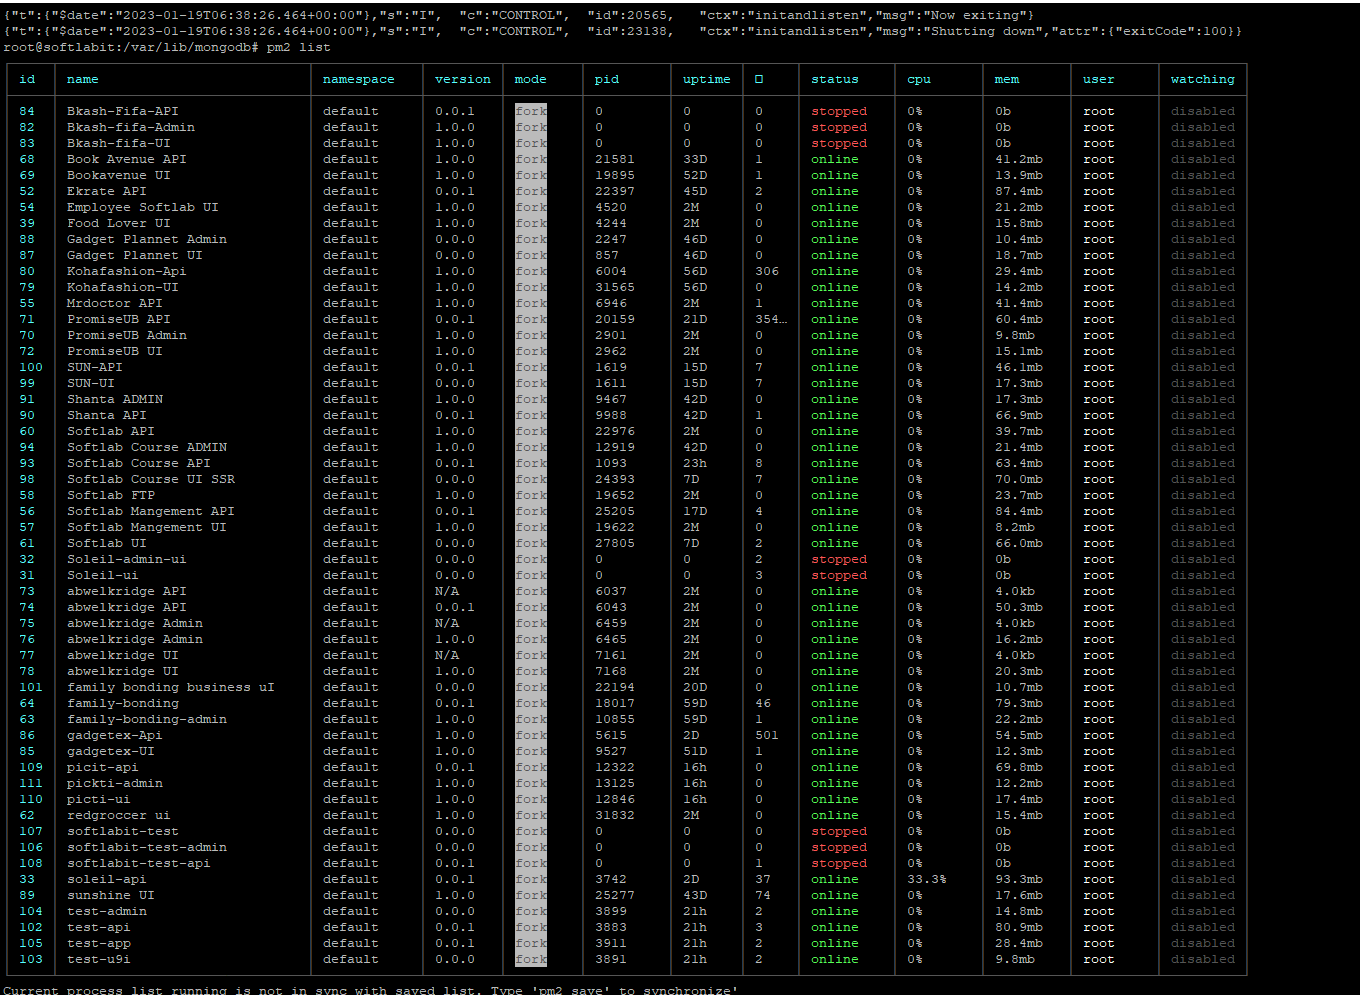 {"t":{"$date":"2023-01-19T06:38:26.464+00:00"},"s":"I",  "c":"CONTROL",  "id":20565,   "ctx":"initandlisten","msg":"Now exiting"}
{"t":{"$date":"2023-01-19T06:38:26.464+00:00"},"s":"I",  "c":"CONTROL",  "id":23138,   "ctx":"initandlisten","msg":"Shutting down","attr":{"exitCode":100}}
root@softlabit:/var/lib/mongodb# pm2 list
id name namespace version mode pid uptime □ status cpu mem user watching
84 Bkash-Fifa-API default 0.0.1 fork 0 0 0 stopped 0% 0b root disabled
82 Bkash-fifa-Admin default 1.0.0 fork 0 0 0 stopped 0% 0b root disabled
83 Bkash-fifa-UI default 1.0.0 fork 0 0 0 stopped 0% 0b root disabled
68 Book Avenue API default 0.0.1 fork 21581 33D 1 online 0% 41.2mb root disabled
69 Bookavenue UI default 1.0.0 fork 19895 52D 1 online 0% 13.9mb root disabled
52 Ekrate API default 0.0.1 fork 22397 45D 2 online 0% 87.4mb root disabled
54 Employee Softlab UI default 1.0.0 fork 4520 2M 0 online 0% 21.2mb root disabled
39 Food Lover UI default 1.0.0 fork 4244 2M 0 online 0% 15.8mb root disabled
88 Gadget Plannet Admin default 0.0.0 fork 2247 46D 0 online 0% 10.4mb root disabled
87 Gadget Plannet UI default 0.0.0 fork 857 46D 0 online 0% 18.7mb root disabled
80 Kohafashion-Api default 1.0.0 fork 6004 56D 306 online 0% 29.4mb root disabled
79 Kohafashion-UI default 1.0.0 fork 31565 56D 0 online 0% 14.2mb root disabled
55 Mrdoctor API default 1.0.0 fork 6946 2M 1 online 0% 41.4mb root disabled
71 PromiseUB API default 0.0.1 fork 20159 21D 354… online 0% 60.4mb root disabled
70 PromiseUB Admin default 1.0.0 fork 2901 2M 0 online 0% 9.8mb root disabled
72 PromiseUB UI default 1.0.0 fork 2962 2M 0 online 0% 15.1mb root disabled
100 SUN-API default 0.0.1 fork 1619 15D 7 online 0% 46.1mb root disabled
99 SUN-UI default 0.0.0 fork 1611 15D 7 online 0% 17.3mb root disabled
91 Shanta ADMIN default 1.0.0 fork 9467 42D 0 online 0% 17.3mb root disabled
90 Shanta API default 0.0.1 fork 9988 42D 1 online 0% 66.9mb root disabled
60 Softlab API default 1.0.0 fork 22976 2M 0 online 0% 39.7mb root disabled
94 Softlab Course ADMIN default 1.0.0 fork 12919 42D 0 online 0% 21.4mb root disabled
93 Softlab Course API default 0.0.1 fork 1093 23h 8 online 0% 63.4mb root disabled
98 Softlab Course UI SSR default 0.0.0 fork 24393 7D 7 online 0% 70.0mb root disabled
58 Softlab FTP default 1.0.0 fork 19652 2M 0 online 0% 23.7mb root disabled
56 Softlab Mangement API default 0.0.1 fork 25205 17D 4 online 0% 84.4mb root disabled
57 Softlab Mangement UI default 1.0.0 fork 19622 2M 0 online 0% 8.2mb root disabled
61 Softlab UI default 0.0.0 fork 27805 7D 2 online 0% 66.0mb root disabled
32 Soleil-admin-ui default 0.0.0 fork 0 0 2 stopped 0% 0b root disabled
31 Soleil-ui default 0.0.0 fork 0 0 3 stopped 0% 0b root disabled
73 abwelkridge API default N/A fork 6037 2M 0 online 0% 4.0kb root disabled
74 abwelkridge API default 0.0.1 fork 6043 2M 0 online 0% 50.3mb root disabled
75 abwelkridge Admin default N/A fork 6459 2M 0 online 0% 4.0kb root disabled
76 abwelkridge Admin default 1.0.0 fork 6465 2M 0 online 0% 16.2mb root disabled
77 abwelkridge UI default N/A fork 7161 2M 0 online 0% 4.0kb root disabled
78 abwelkridge UI default 1.0.0 fork 7168 2M 0 online 0% 20.3mb root disabled
101 family bonding business uI default 0.0.0 fork 22194 20D 0 online 0% 10.7mb root disabled
64 family-bonding default 0.0.1 fork 18017 59D 46 online 0% 79.3mb root disabled
63 family-bonding-admin default 1.0.0 fork 10855 59D 1 online 0% 22.2mb root disabled
86 gadgetex-Api default 1.0.0 fork 5615 2D 501 online 0% 54.5mb root disabled
85 gadgetex-UI default 1.0.0 fork 9527 51D 1 online 0% 12.3mb root disabled
109 picit-api default 0.0.1 fork 12322 16h 0 online 0% 69.8mb root disabled
111 pickti-admin default 1.0.0 fork 13125 16h 0 online 0% 12.2mb root disabled
110 picti-ui default 1.0.0 fork 12846 16h 0 online 0% 17.4mb root disabled
62 redgroccer ui default 1.0.0 fork 31832 2M 0 online 0% 15.4mb root disabled
107 softlabit-test default 0.0.0 fork 0 0 0 stopped 0% 0b root disabled
106 softlabit-test-admin default 0.0.0 fork 0 0 0 stopped 0% 0b root disabled
108 softlabit-test-api default 0.0.1 fork 0 0 1 stopped 0% 0b root disabled
33 soleil-api default 0.0.1 fork 3742 2D 37 online 33.3% 93.3mb root disabled
89 sunshine UI default 1.0.0 fork 25277 43D 74 online 0% 17.6mb root disabled
104 test-admin default 0.0.0 fork 3899 21h 2 online 0% 14.8mb root disabled
102 test-api default 0.0.1 fork 3883 21h 3 online 0% 80.9mb root disabled
105 test-app default 0.0.1 fork 3911 21h 2 online 0% 28.4mb root disabled
103 test-u9i default 0.0.0 fork 3891 21h 2 online 0% 9.8mb root disabled
Current process list running is not in sync with saved list. Type 'pm2 save' to synchronize'